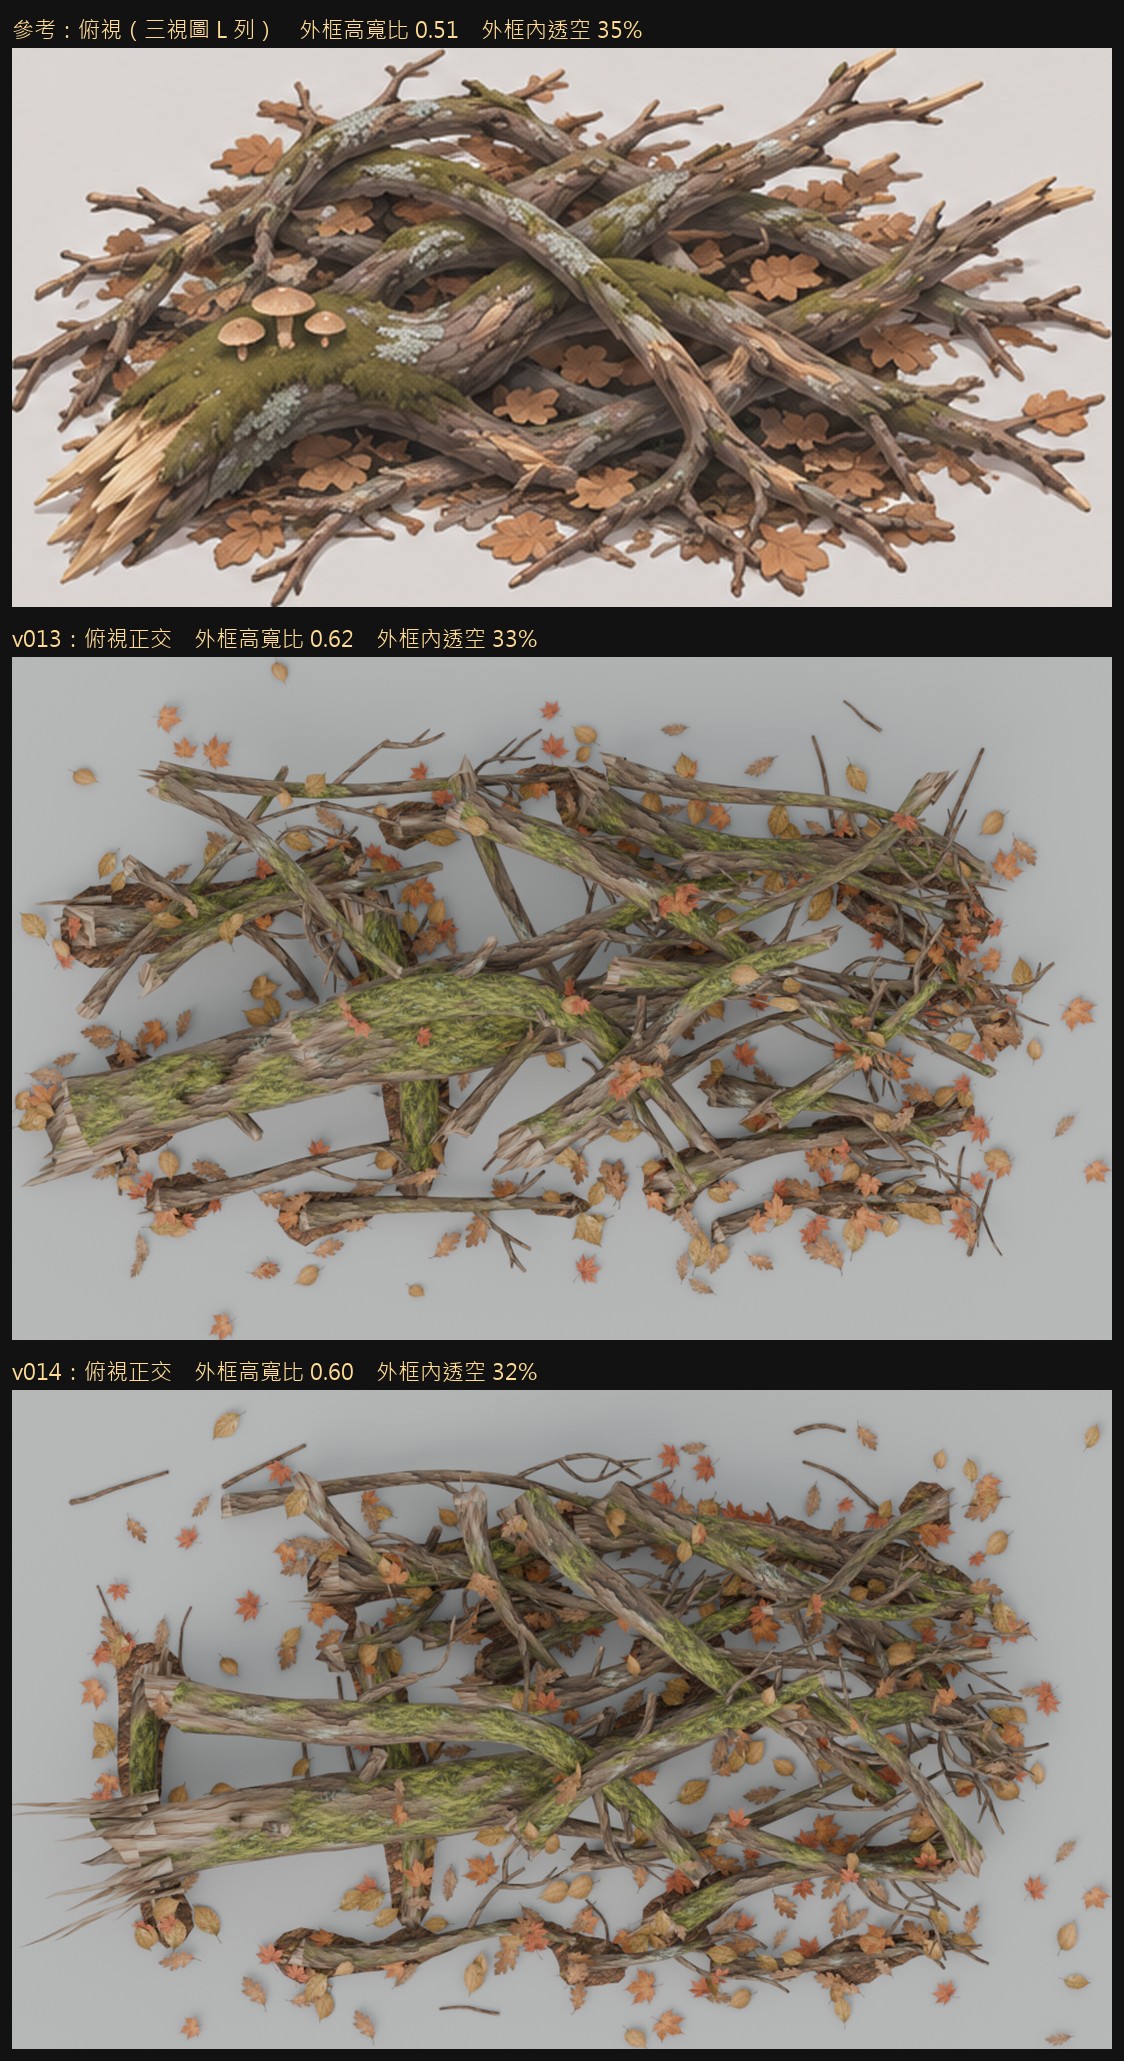 參考：俯視（三視圖 L 列） 外框高寬比 0.51 外框內透空 35%
v013：俯視正交 外框高寬比 0.62 外框內透空 33%
v014：俯視正交 外框高寬比 0.60 外框內透空 32%